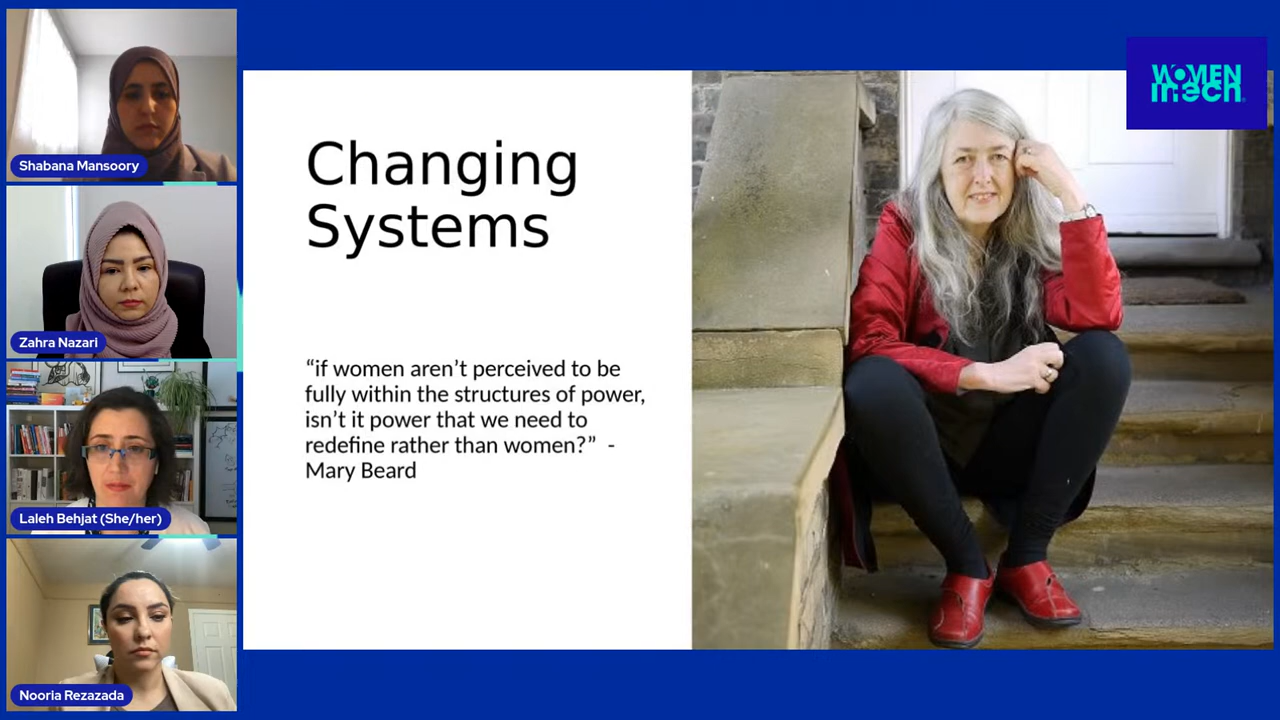 Shabana Mansoory
Zahra Nazari
Laleh Behjat (She/her)
Nooria Rezazada
Changing
Systems
“if women aren’t perceived to be
fully within the structures of power,
isn’t it power that we need to
redefine rather than women?” -
Mary Beard
WOMEN
in tech